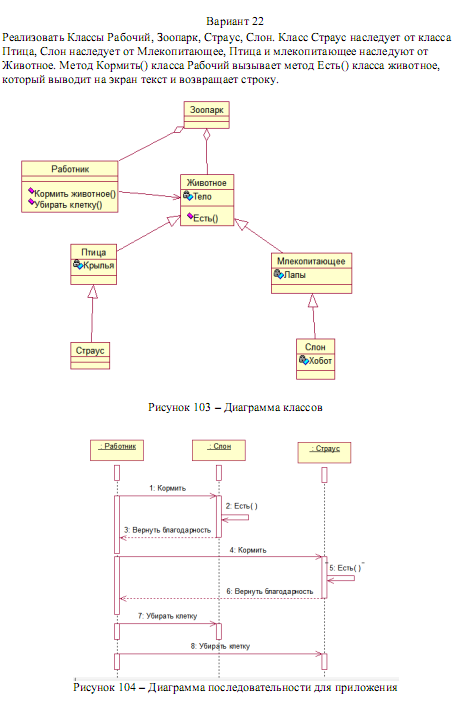 Вариант 22
Реализовать Классы Рабочий, Зоопарк, Страус, Слон. Класс Страус наследует от класса
Птица, Слон наследует от Млекопитающее, Птица и млекопитающее наследуют от
Животное. Метод Кормить() класса Рабочий вызывает метод Есть() класса животное,
который выводит на экран текст и возвращает строку.
Зоопарк
Работник
Кормить животное()
Убирать клетку()
Животное
Тело
Есть()
Птица
Крылья
Млекопитающее
Лапы
Страус
Слон
Хобот
Рисунок 103 – Диаграмма классов
: Работник
: Слон
: Страус
1: Кормить
2: Есть( )
3: Вернуть благодарность
4: Кормить
5: Есть( )
6: Вернуть благодарность
7: Убирать клетку
8: Убирать клетку
Рисунок 104 – Диаграмма последовательности для приложения